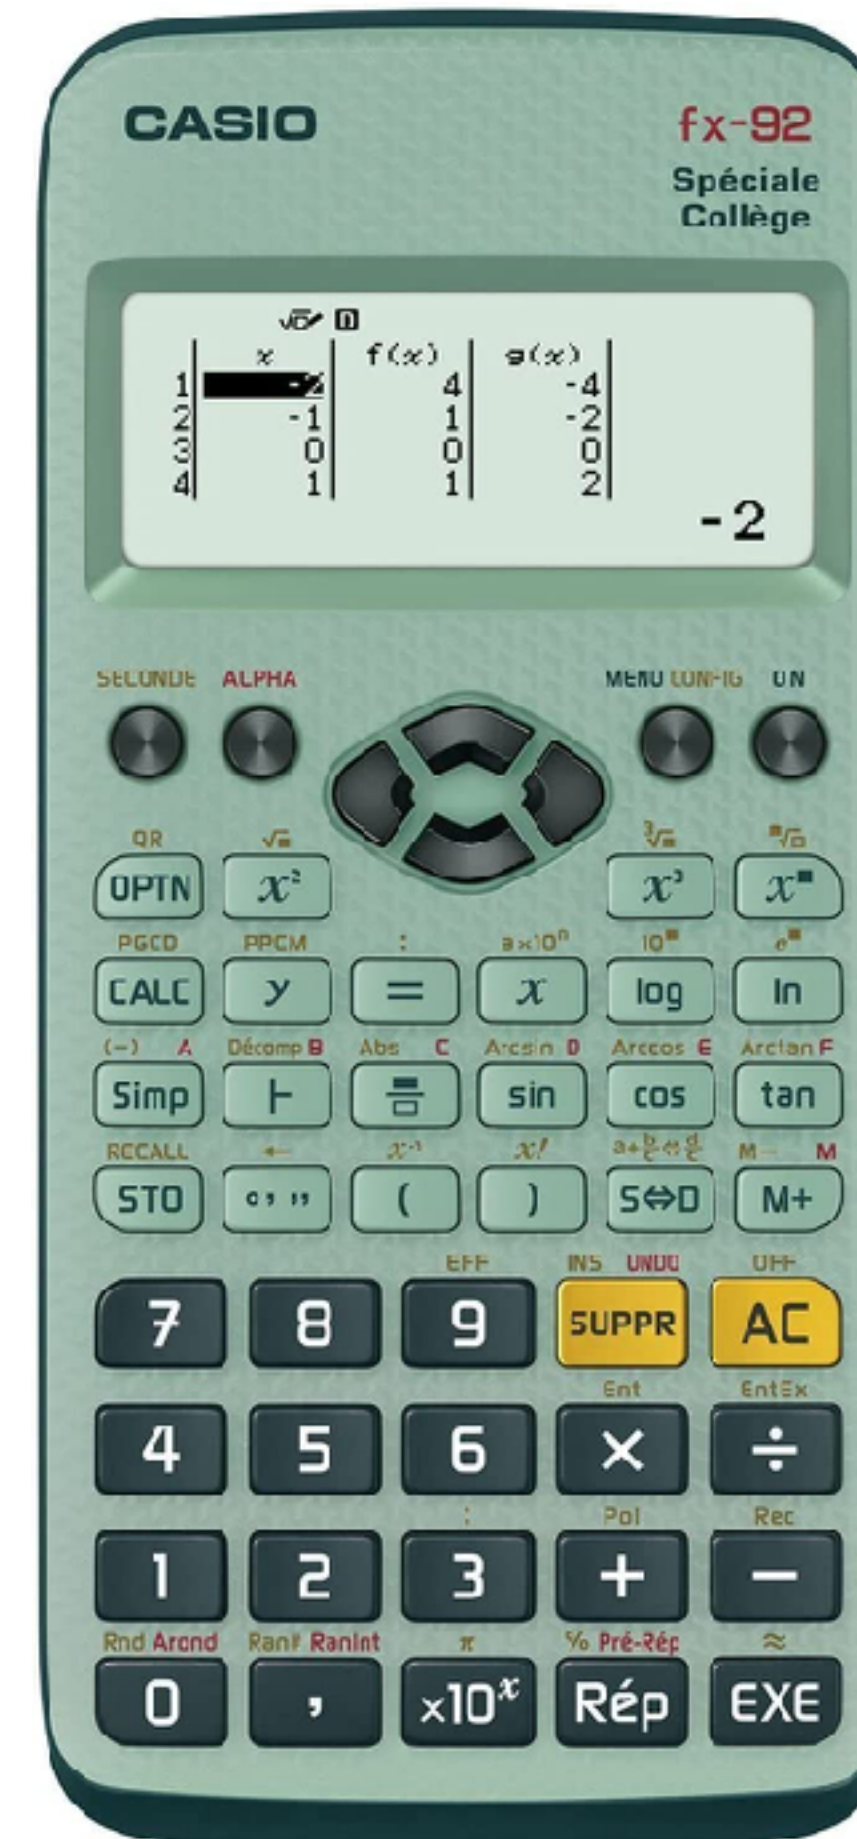 CASIO fx-92
Spéciale
Collège
x f(x) g(x)
1 -2 4 -4
2 -1 1 -2
3 0 0 0
4 1 1 2
-2
SECONDE ALPHA MENU CONFIG ON
QR √■ ³√■ ■√□
OPTN x² x³ x■
PGCD PPCM : a×10ⁿ 10■ e■
CALC y = x log ln
(-) A Décomp B Abs C Arcsin D Arccos E Arctan F
Simp ⊢ sin cos tan
RECALL ← x⁻¹ x! a+b/c⇔d/c M- M
STO ° ’ ” ( ) S⇔D M+
EFF INS UNDO OFF
7 8 9 SUPPR AC
Ent EntEx
4 5 6 × ÷
: Pol Rec
1 2 3 + −
Rnd Arond Ran# RanInt π % Pré-Rép ≈
0 , ×10ˣ Rép EXE